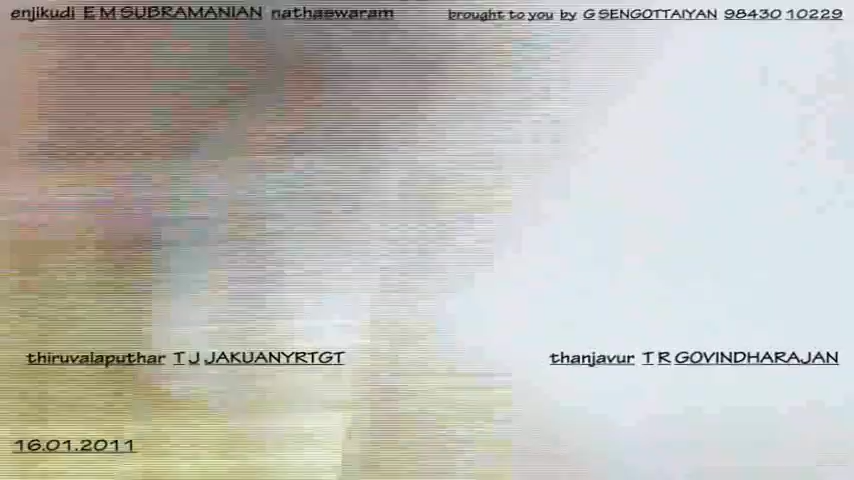 enjikudi E M SUBRAMANIAN nathaswaram brought to you by G SENGOTTAIYAN 98430 10229
thiruvalaputhar T J JAKUANYRTGT thanjavur T R GOVINDHARAJAN
16.01.2011